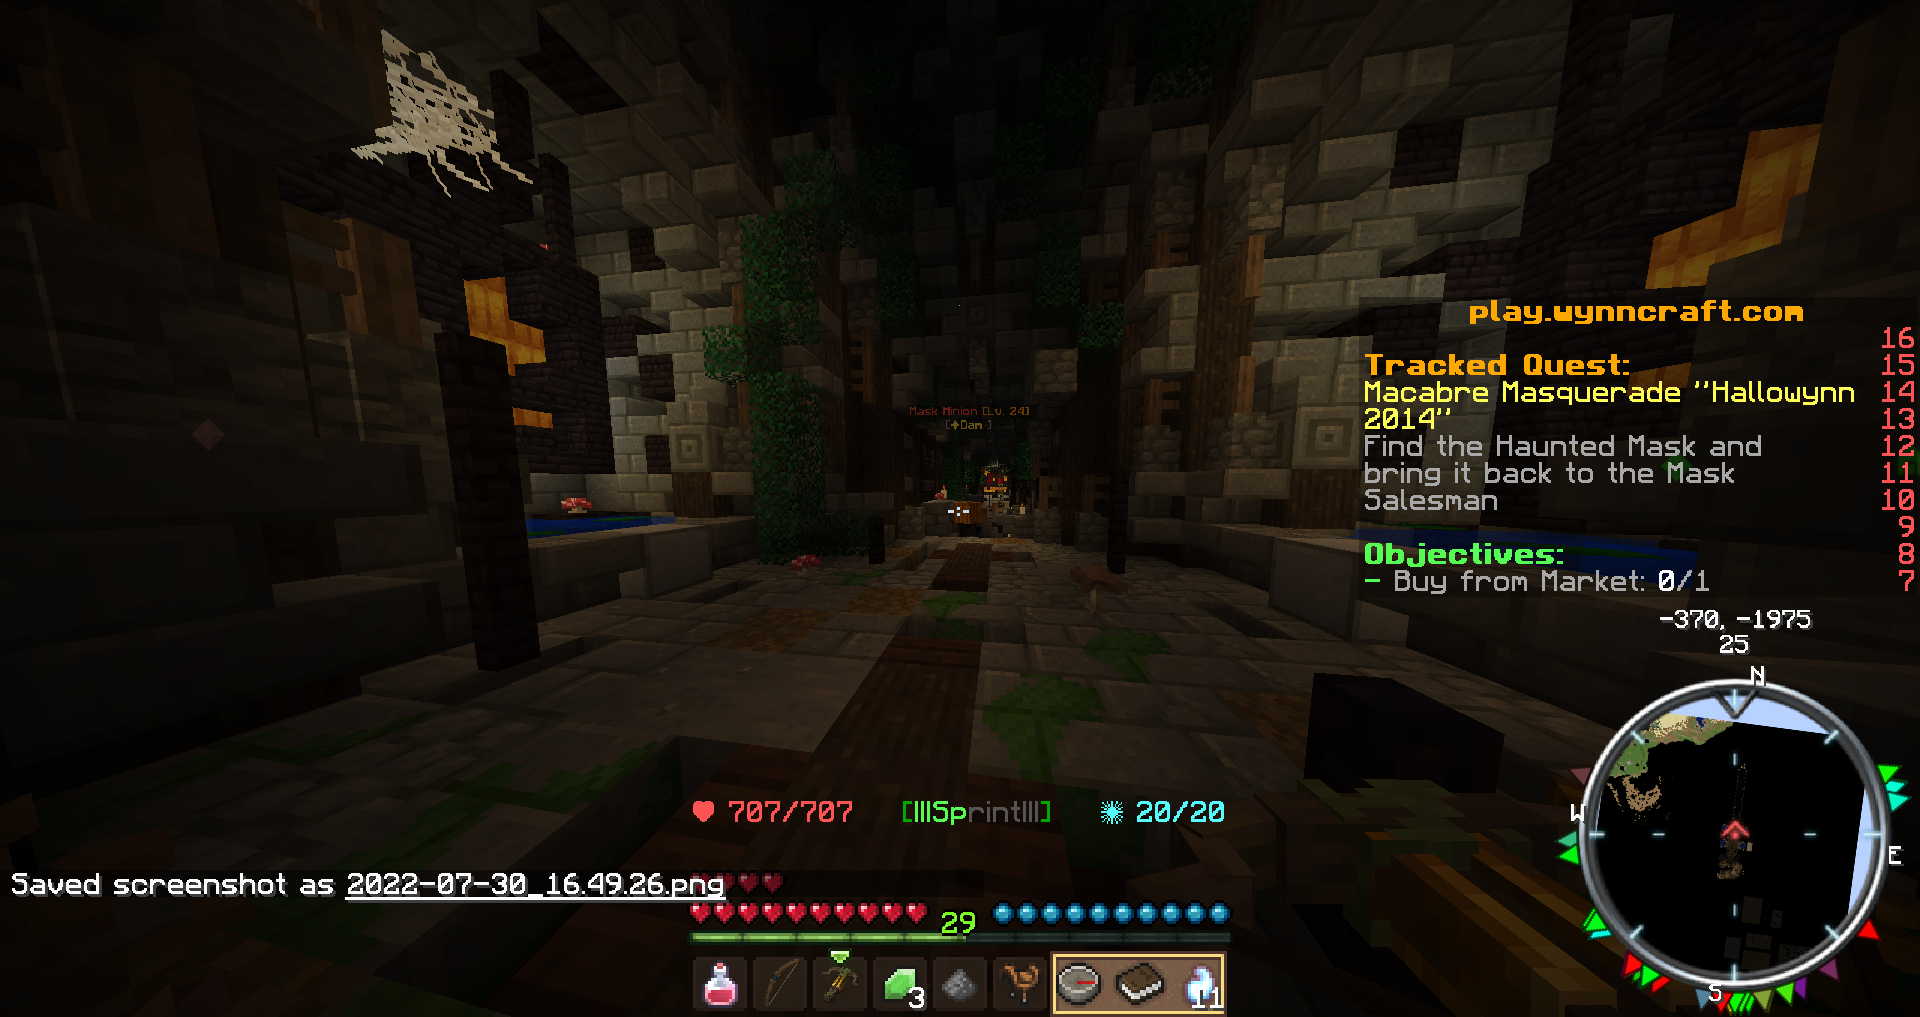 Mask Minion [Lv. 24]
[✦Dam ]
play.wynncraft.com
16
Tracked Quest: 15
Macabre Masquerade "Hallowynn 14
2014" 13
Find the Haunted Mask and 12
bring it back to the Mask 11
Salesman 10
9
Objectives: 8
- Buy from Market: 0/1 7
-370, -1975
25
N
W
E
S
707/707 [|||Sprint|||] 20/20
Saved screenshot as 2022-07-30_16.49.26.png
29
3
11